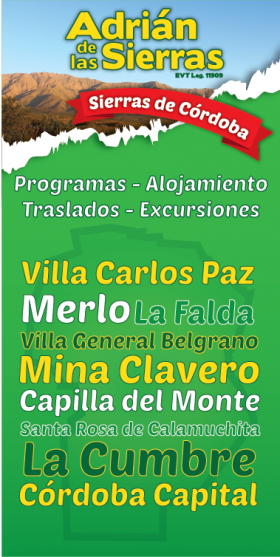 Adrián
de las Sierras
EVT Leg. 11909
Sierras de Córdoba
Programas - Alojamiento
Traslados - Excursiones
Villa Carlos Paz
Merlo La Falda
Villa General Belgrano
Mina Clavero
Capilla del Monte
Santa Rosa de Calamuchita
La Cumbre
Córdoba Capital